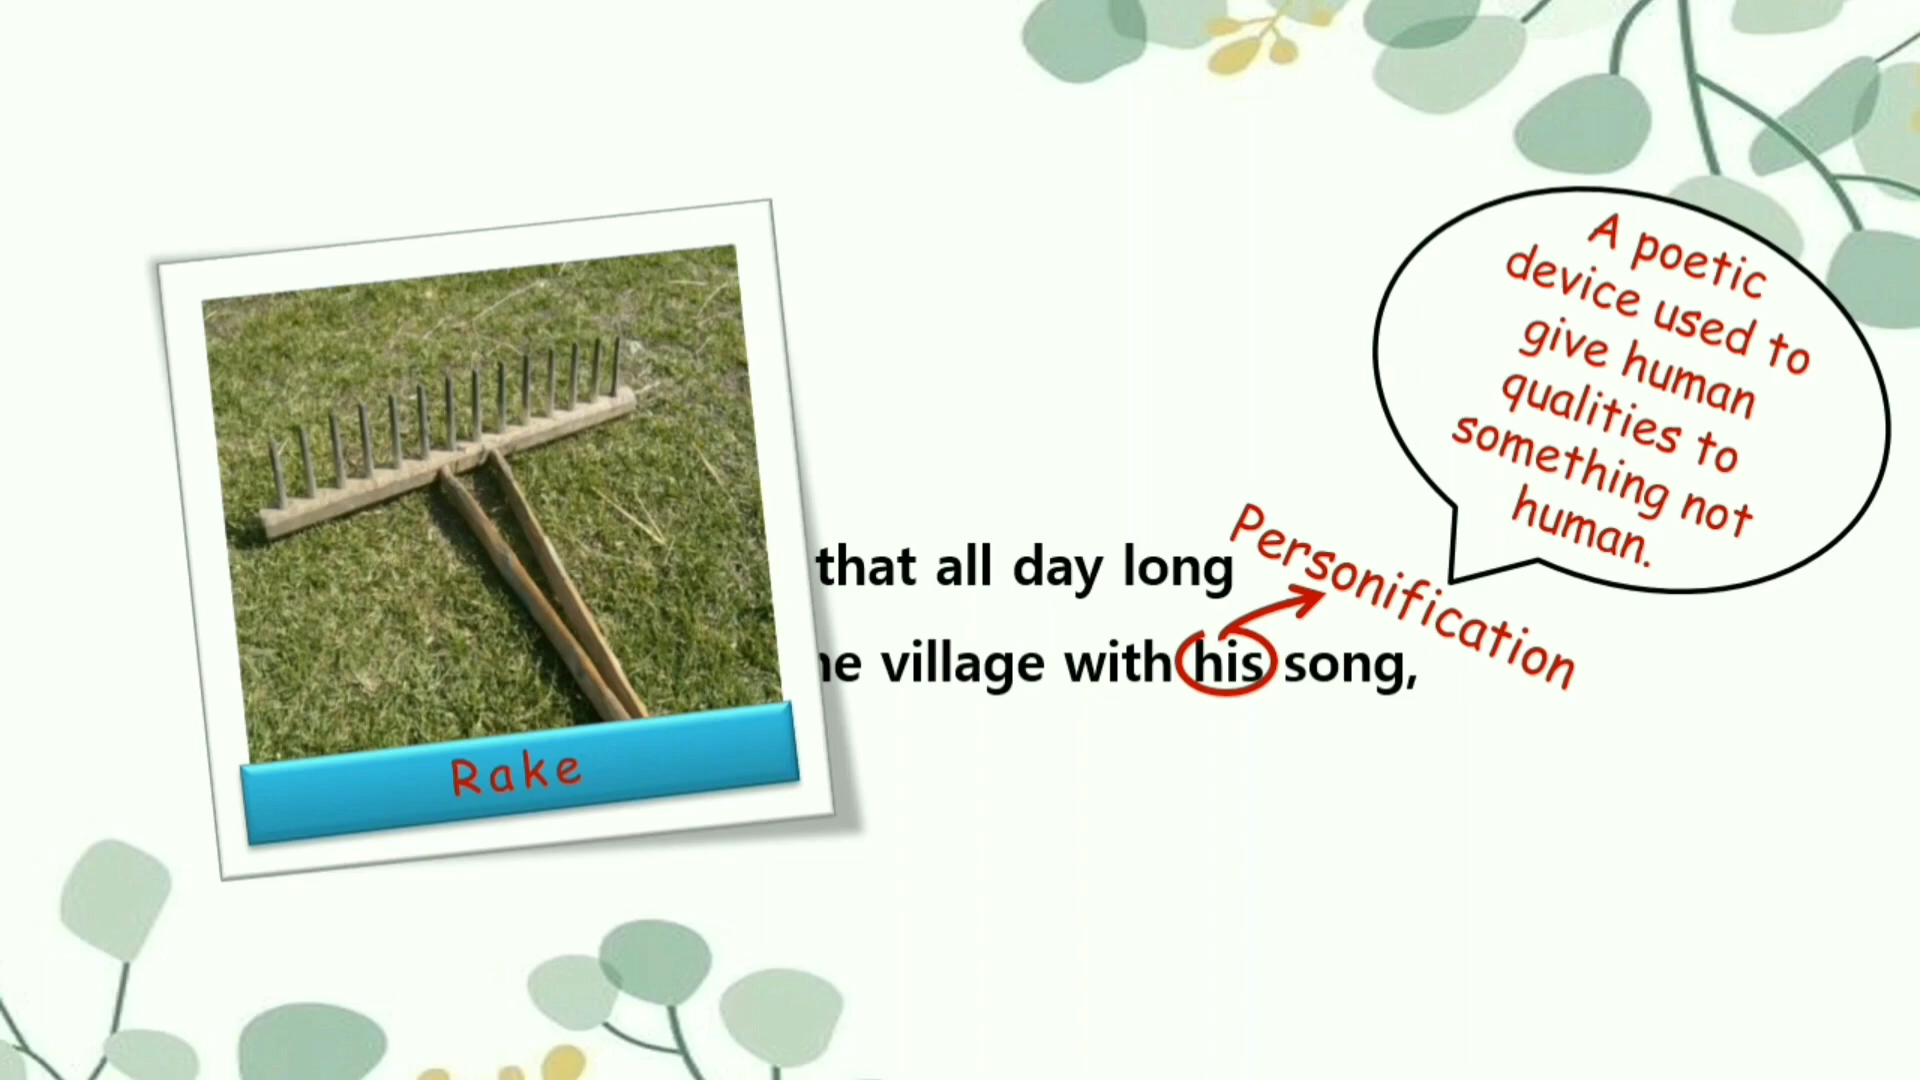 A poetic
device used to
give human
qualities to
something not
human.
Personification
that all day long
village with his song,
Rake